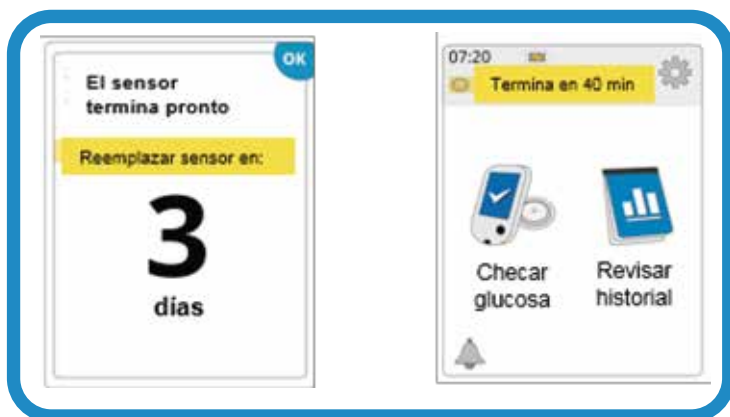 OK
El sensor
termina pronto
Reemplazar sensor en:
3
días
07:20
Termina en 40 min
Checar
glucosa
Revisar
historial